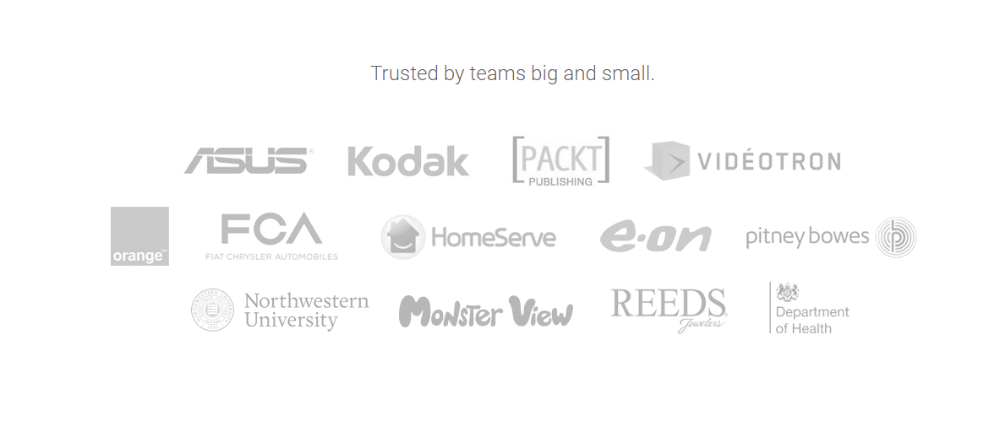 Trusted by teams big and small.
ASUS®
Kodak
[PACKT]
PUBLISHING
VIDÉOTRON
orange™
FCA
FIAT CHRYSLER AUTOMOBILES
HomeServe
e·on
pitney bowes
Northwestern
University
Monster View
REEDS®
Jewelers
Department
of Health